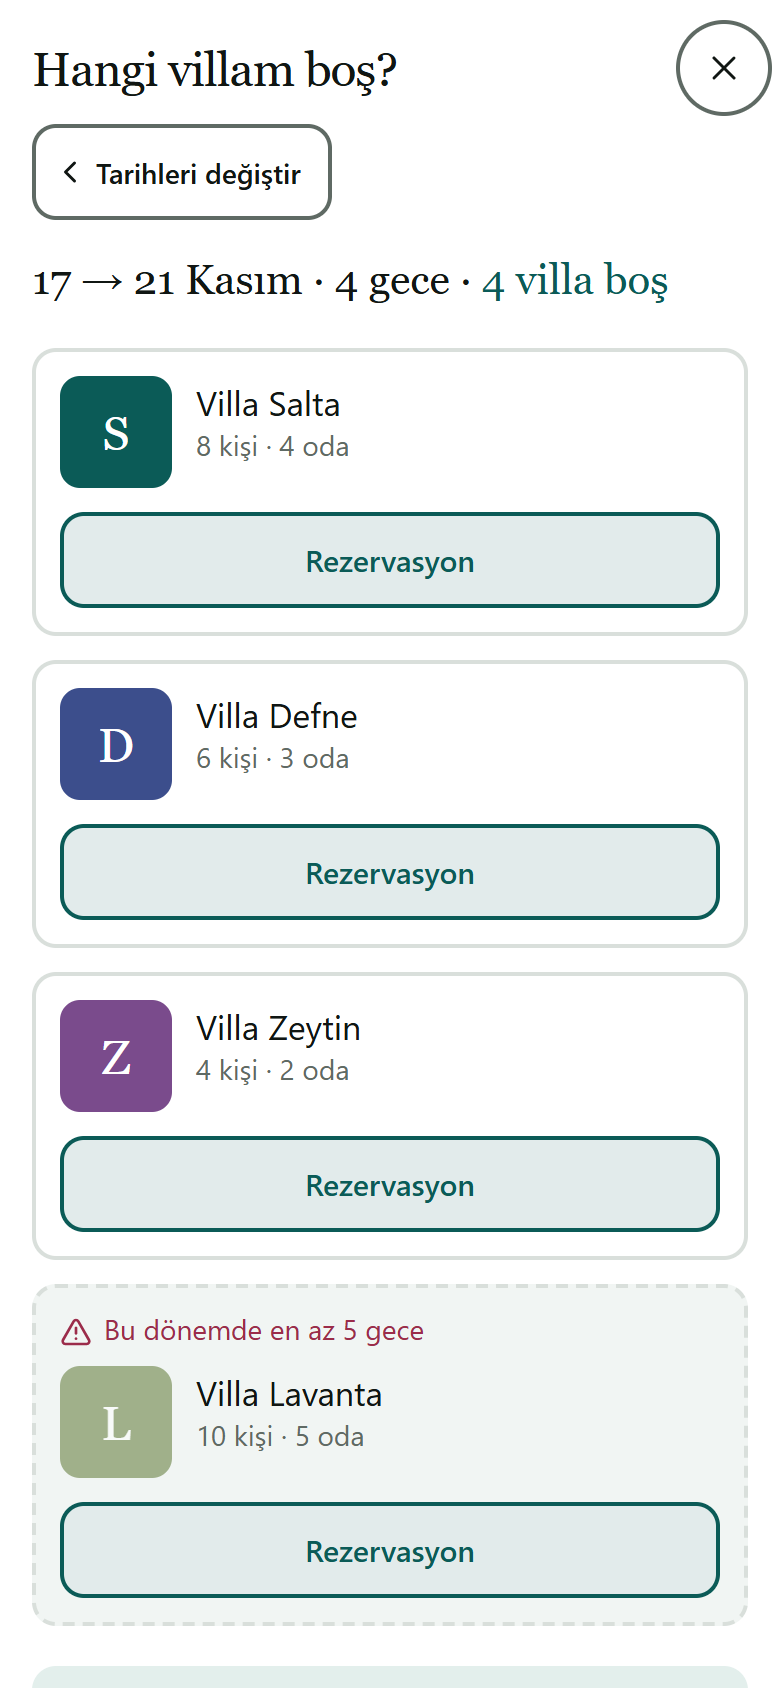 Hangi villam boş?
Tarihleri değiştir
17 → 21 Kasım · 4 gece · 4 villa boş
S
Villa Salta
8 kişi · 4 oda
Rezervasyon
D
Villa Defne
6 kişi · 3 oda
Rezervasyon
Z
Villa Zeytin
4 kişi · 2 oda
Rezervasyon
Bu dönemde en az 5 gece
L
Villa Lavanta
10 kişi · 5 oda
Rezervasyon